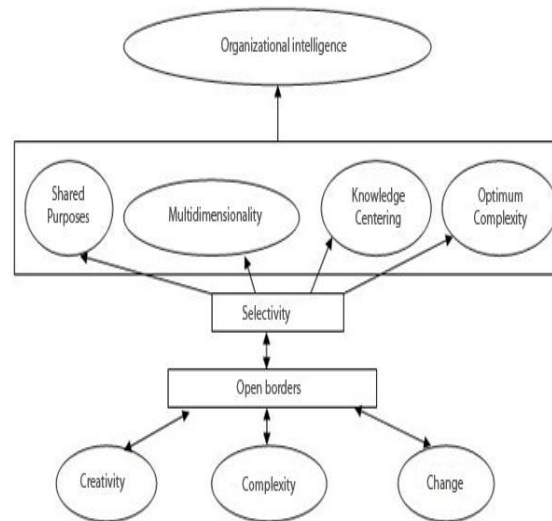 Organizational intelligence
Shared
Purposes
Multidimensionality
Knowledge
Centering
Optimum
Complexity
Selectivity
Open borders
Creativity
Complexity
Change